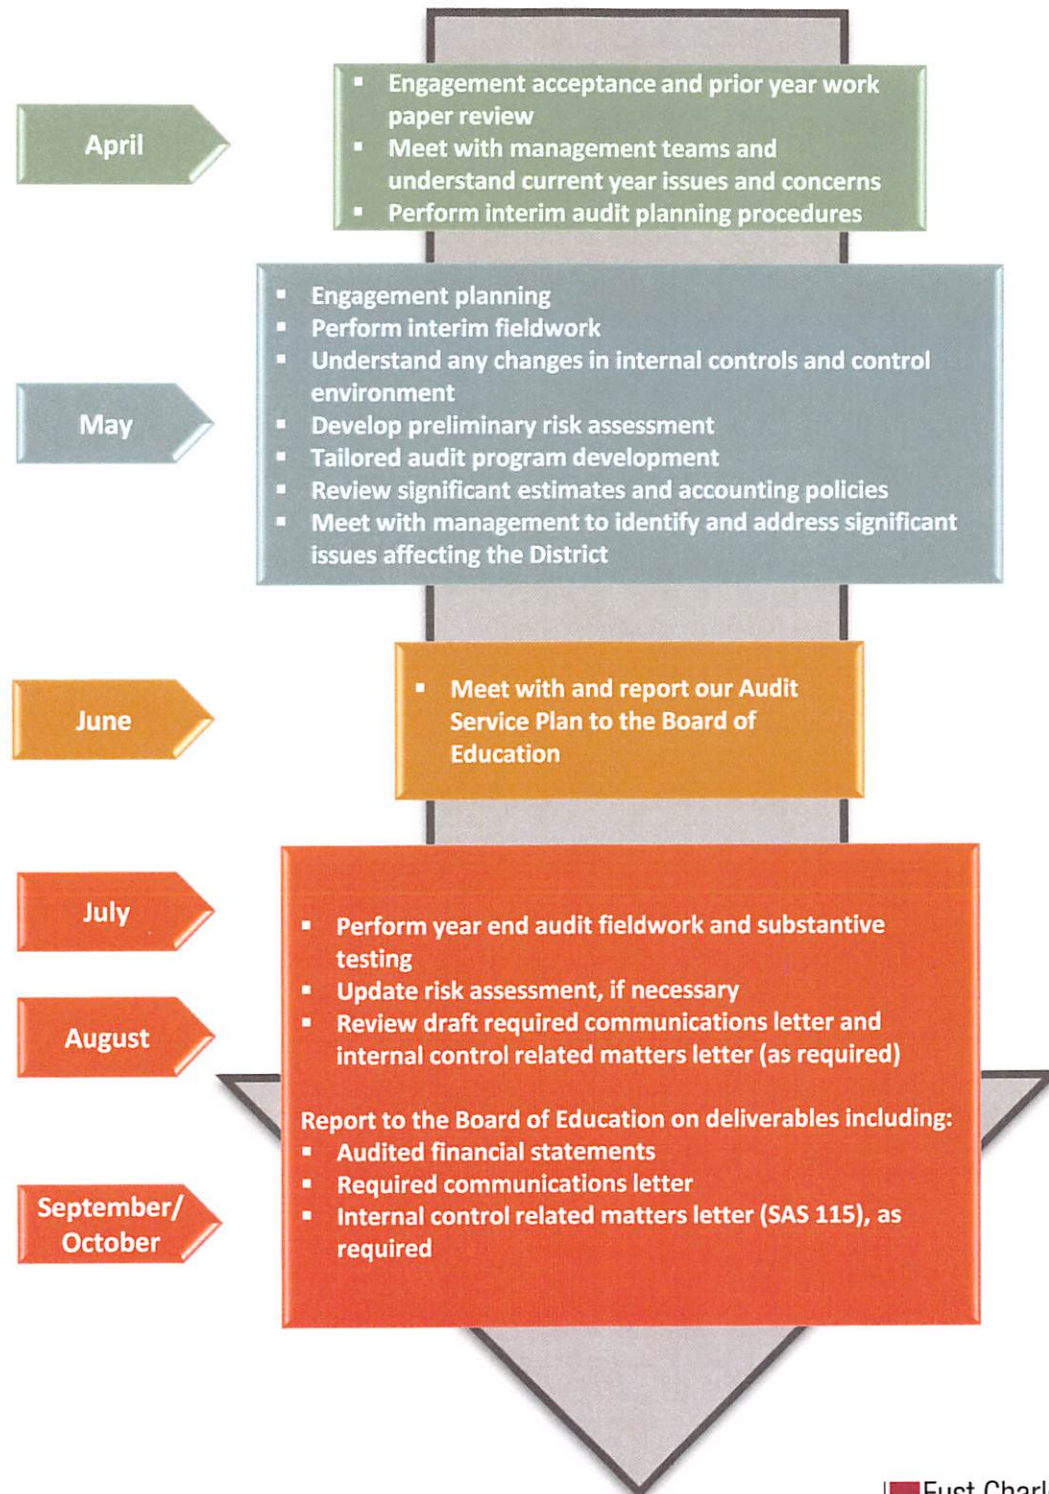 April
▪ Engagement acceptance and prior year work
paper review
▪ Meet with management teams and
understand current year issues and concerns
▪ Perform interim audit planning procedures
May
▪ Engagement planning
▪ Perform interim fieldwork
▪ Understand any changes in internal controls and control
environment
▪ Develop preliminary risk assessment
▪ Tailored audit program development
▪ Review significant estimates and accounting policies
▪ Meet with management to identify and address significant
issues affecting the District
June
▪ Meet with and report our Audit
Service Plan to the Board of
Education
July
August
▪ Perform year end audit fieldwork and substantive
testing
▪ Update risk assessment, if necessary
▪ Review draft required communications letter and
internal control related matters letter (as required)
September/
October
Report to the Board of Education on deliverables including:
▪ Audited financial statements
▪ Required communications letter
▪ Internal control related matters letter (SAS 115), as
required
Fust Charl